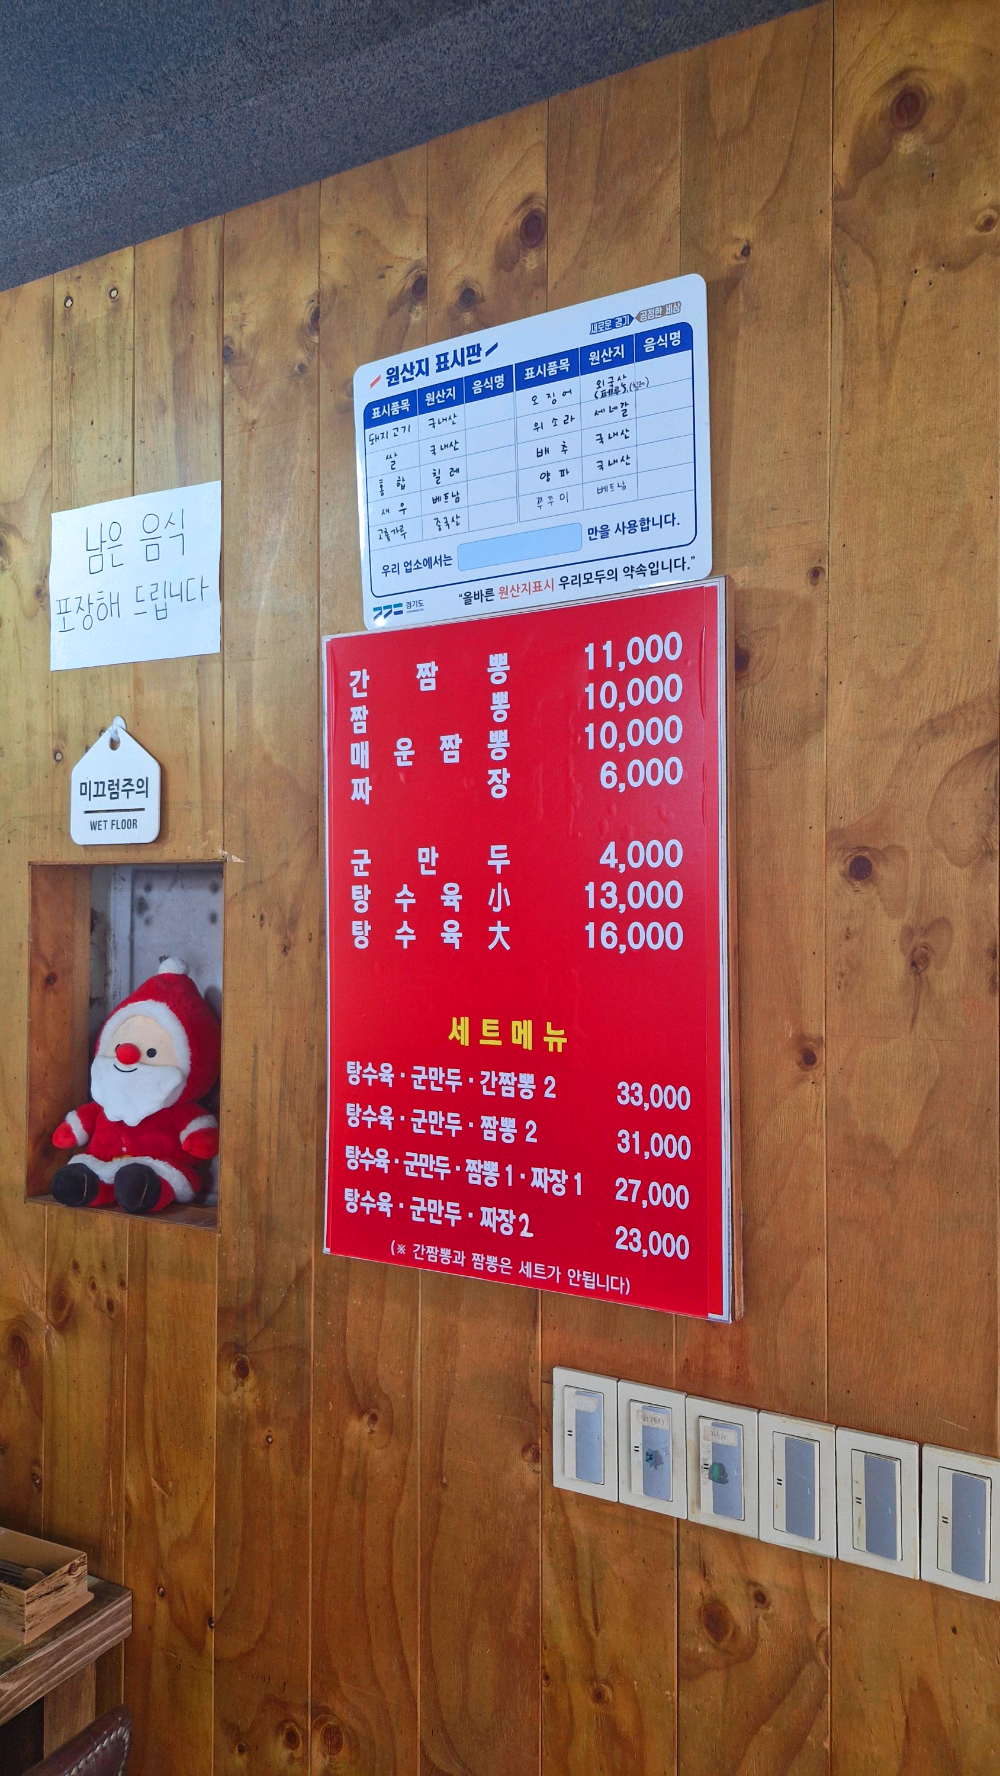 새로운 경기 공정한 세상
원산지 표시판
표시품목 원산지 음식명 표시품목 원산지 음식명
돼지고기 국내산 오징어 외국산
쌀 국내산 위소라 세네갈
홍합 칠레 배추 국내산
새우 베트남 양파 국내산
고춧가루 중국산 쭈꾸미 베트남
우리 업소에서는 만을 사용합니다.
"올바른 원산지표시 우리모두의 약속입니다."
경기도
남은 음식
포장해 드립니다
미끄럼주의
WET FLOOR
간짬뽕 11,000
짬뽕 10,000
매운짬뽕 10,000
짜장 6,000
군만두 4,000
탕수육小 13,000
탕수육大 16,000
세트메뉴
탕수육·군만두·간짬뽕 2 33,000
탕수육·군만두·짬뽕 2 31,000
탕수육·군만두·짬뽕 1·짜장 1 27,000
탕수육·군만두·짜장 2 23,000
(※ 간짬뽕과 짬뽕은 세트가 안됩니다)